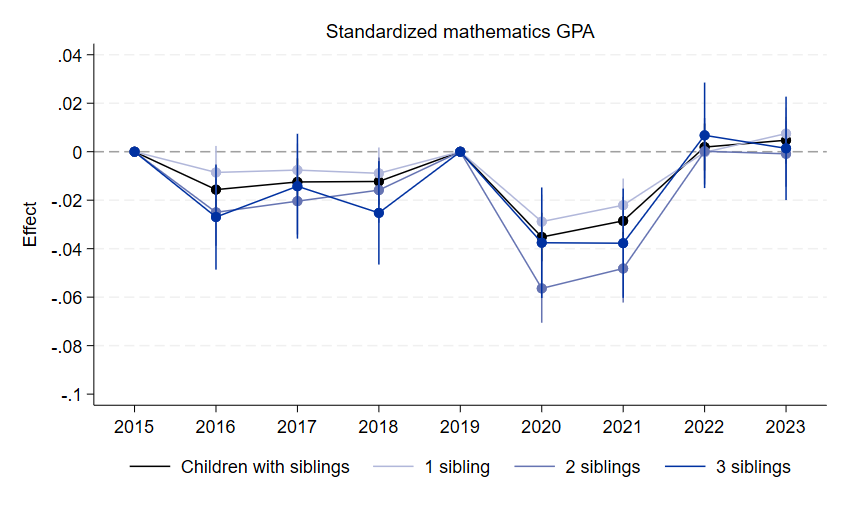 Standardized mathematics GPA
.04
.02
0
-.02
-.04
-.06
-.08
-.1
Effect
2015 2016 2017 2018 2019 2020 2021 2022 2023
Children with siblings 1 sibling 2 siblings 3 siblings